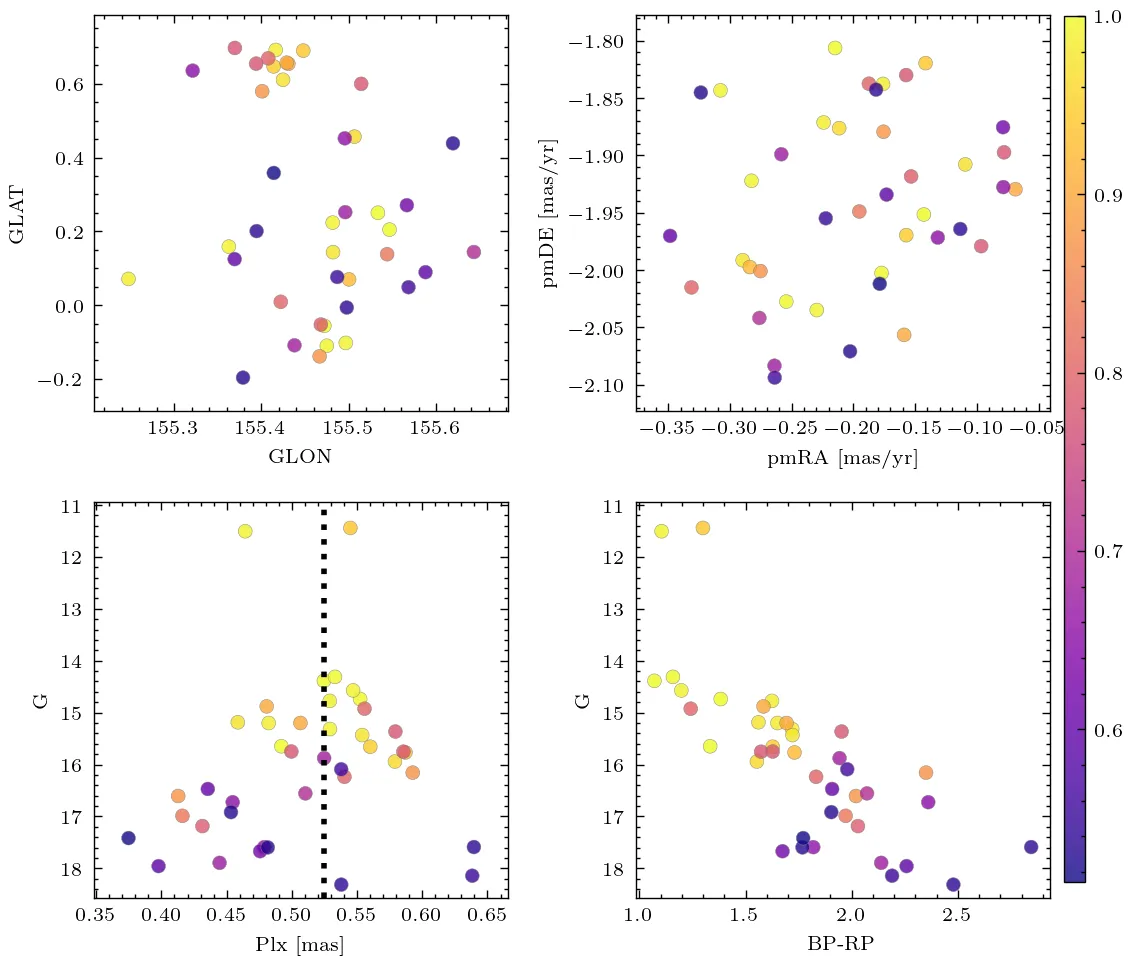 0.6
0.4
0.2
0.0
−0.2
GLAT
155.3 155.4 155.5 155.6
GLON
−1.80
−1.85
−1.90
−1.95
−2.00
−2.05
−2.10
pmDE [mas/yr]
−0.35 −0.30 −0.25 −0.20 −0.15 −0.10 −0.05
pmRA [mas/yr]
1.0
0.9
0.8
0.7
0.6
11
12
13
14
15
16
17
18
G
0.35 0.40 0.45 0.50 0.55 0.60 0.65
Plx [mas]
11
12
13
14
15
16
17
18
G
1.0 1.5 2.0 2.5
BP-RP